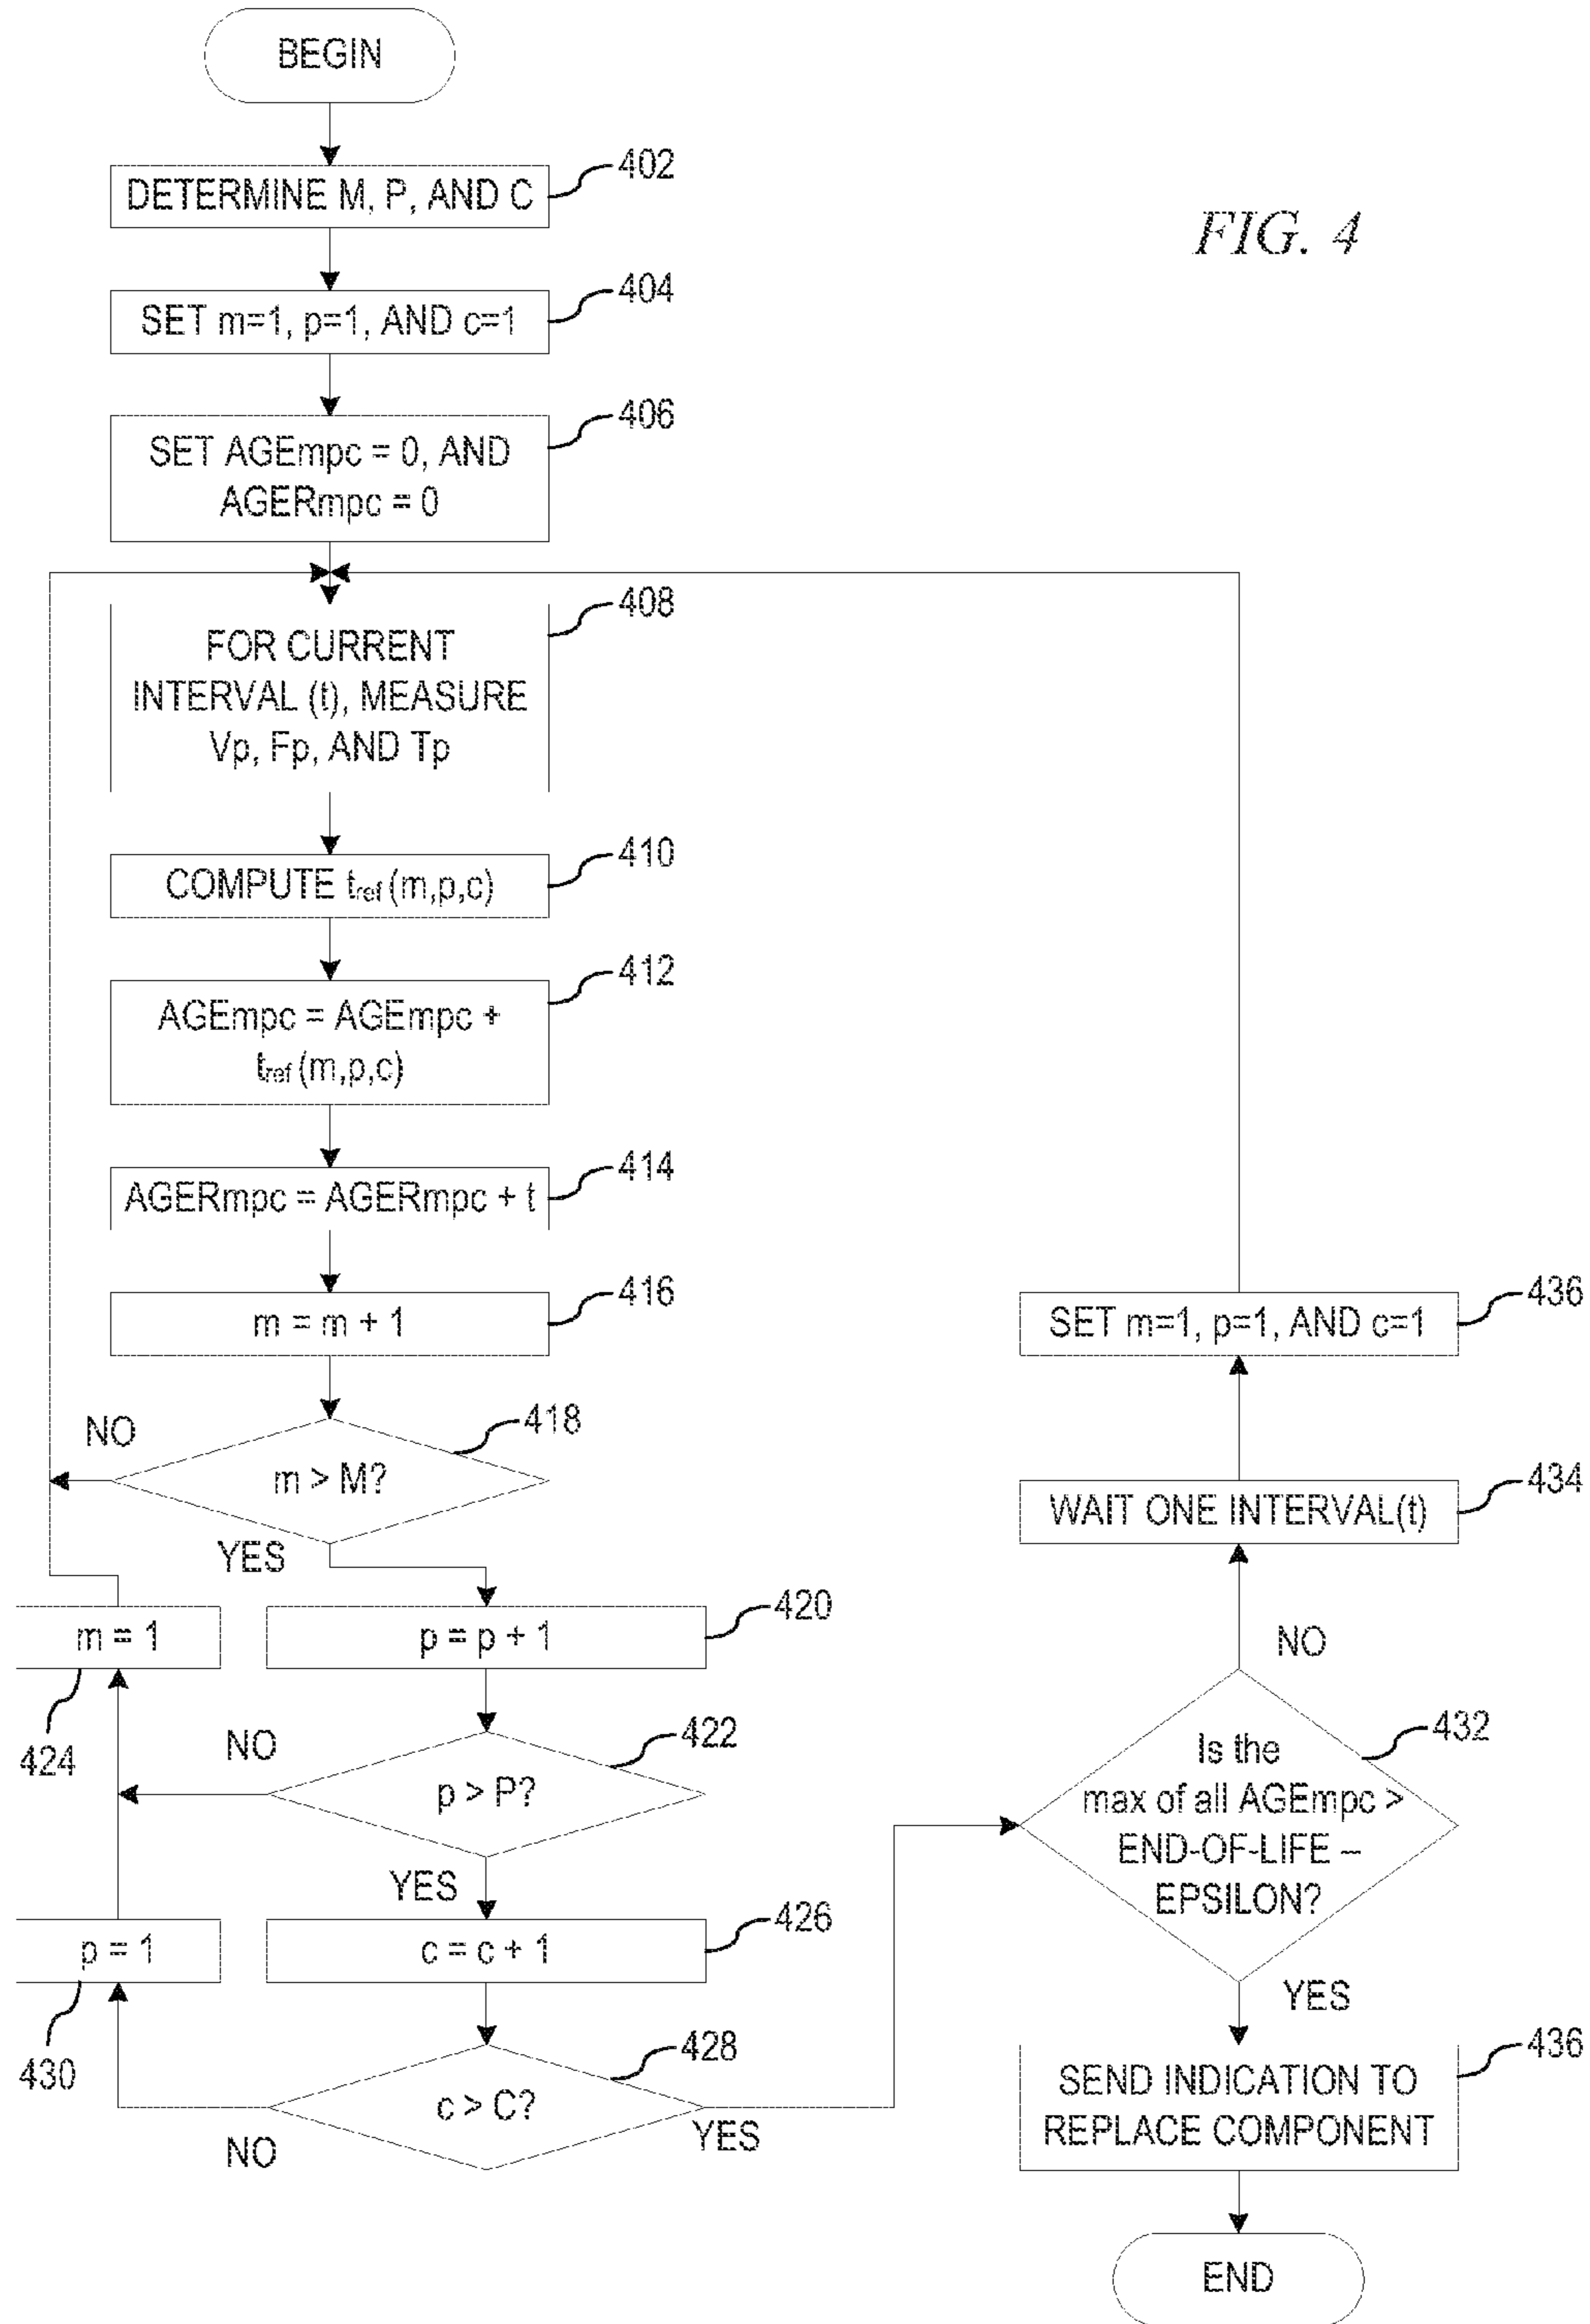 BEGIN
DETERMINE M, P, AND C
402
FIG. 4
SET m=1, p=1, AND c=1
404
SET AGEmpc = 0, AND
AGERmpc = 0
406
FOR CURRENT
INTERVAL (t), MEASURE
Vp, Fp, AND Tp
408
COMPUTE tref (m,p,c)
410
AGEmpc = AGEmpc +
tref (m,p,c)
412
AGERmpc = AGERmpc + t
414
m = m + 1
416
m > M?
418
NO
YES
m = 1
424
p = p + 1
420
p > P?
422
NO
YES
p = 1
430
c = c + 1
426
c > C?
428
NO
YES
Is the
max of all AGEmpc >
END-OF-LIFE –
EPSILON?
432
NO
WAIT ONE INTERVAL(t)
434
SET m=1, p=1, AND c=1
436
YES
SEND INDICATION TO
REPLACE COMPONENT
436
END